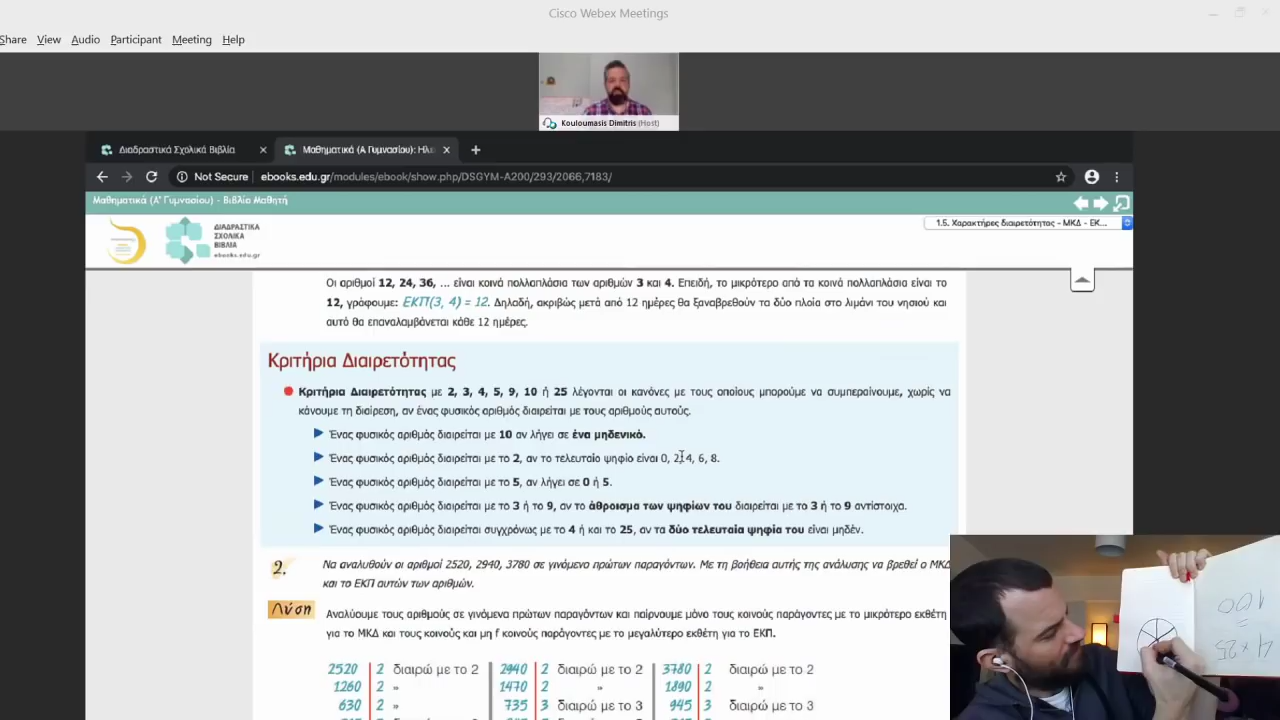 Cisco Webex Meetings
Share View Audio Participant Meeting Help
Kouloumasis Dimitris (Host)
Διαδραστικά Σχολικά Βιβλία
Μαθηματικά (Α Γυμνασίου): Ηλε
Not Secure ebooks.edu.gr/modules/ebook/show.php/DSGYM-A200/293/2066,7183/
Μαθηματικά (Α' Γυμνασίου) - Βιβλίο Μαθητή
ΔΙΑΔΡΑΣΤΙΚΑ
ΣΧΟΛΙΚΑ
ΒΙΒΛΙΑ
ebooks.edu.gr
1.5. Χαρακτήρες διαιρετότητας - ΜΚΔ - ΕΚ...
Οι αριθμοί 12, 24, 36, ... είναι κοινά πολλαπλάσια των αριθμών 3 και 4. Επειδή, το μικρότερο από τα κοινά πολλαπλάσια είναι το
12, γράφουμε: ΕΚΠ(3, 4) = 12. Δηλαδή, ακριβώς μετά από 12 ημέρες θα ξαναβρεθούν τα δύο πλοία στο λιμάνι του νησιού και
αυτό θα επαναλαμβάνεται κάθε 12 ημέρες.
Κριτήρια Διαιρετότητας
Κριτήρια Διαιρετότητας με 2, 3, 4, 5, 9, 10 ή 25 λέγονται οι κανόνες με τους οποίους μπορούμε να συμπεραίνουμε, χωρίς να
κάνουμε τη διαίρεση, αν ένας φυσικός αριθμός διαιρείται με τους αριθμούς αυτούς.
Ένας φυσικός αριθμός διαιρείται με 10 αν λήγει σε ένα μηδενικό.
Ένας φυσικός αριθμός διαιρείται με το 2, αν το τελευταίο ψηφίο είναι 0, 2, 4, 6, 8.
Ένας φυσικός αριθμός διαιρείται με το 5, αν λήγει σε 0 ή 5.
Ένας φυσικός αριθμός διαιρείται με το 3 ή το 9, αν το άθροισμα των ψηφίων του διαιρείται με το 3 ή το 9 αντίστοιχα.
Ένας φυσικός αριθμός διαιρείται συγχρόνως με το 4 ή και το 25, αν τα δύο τελευταία ψηφία του είναι μηδέν.
2. Να αναλυθούν οι αριθμοί 2520, 2940, 3780 σε γινόμενο πρώτων παραγόντων. Με τη βοήθεια αυτής της ανάλυσης να βρεθεί ο ΜΚΔ
και το ΕΚΠ αυτών των αριθμών.
Λύση
Αναλύουμε τους αριθμούς σε γινόμενο πρώτων παραγόντων και παίρνουμε μόνο τους κοινούς παράγοντες με το μικρότερο εκθέτη
για το ΜΚΔ και τους κοινούς και μη f κοινούς παράγοντες με το μεγαλύτερο εκθέτη για το ΕΚΠ.
2520 2 διαιρώ με το 2 2940 2 διαιρώ με το 2 3780 2 διαιρώ με το 2
1260 2 » 1470 2 » 1890 2 »
630 2 » 735 3 διαιρώ με το 3 945 3 διαιρώ με το 3
100
=
4 x 25